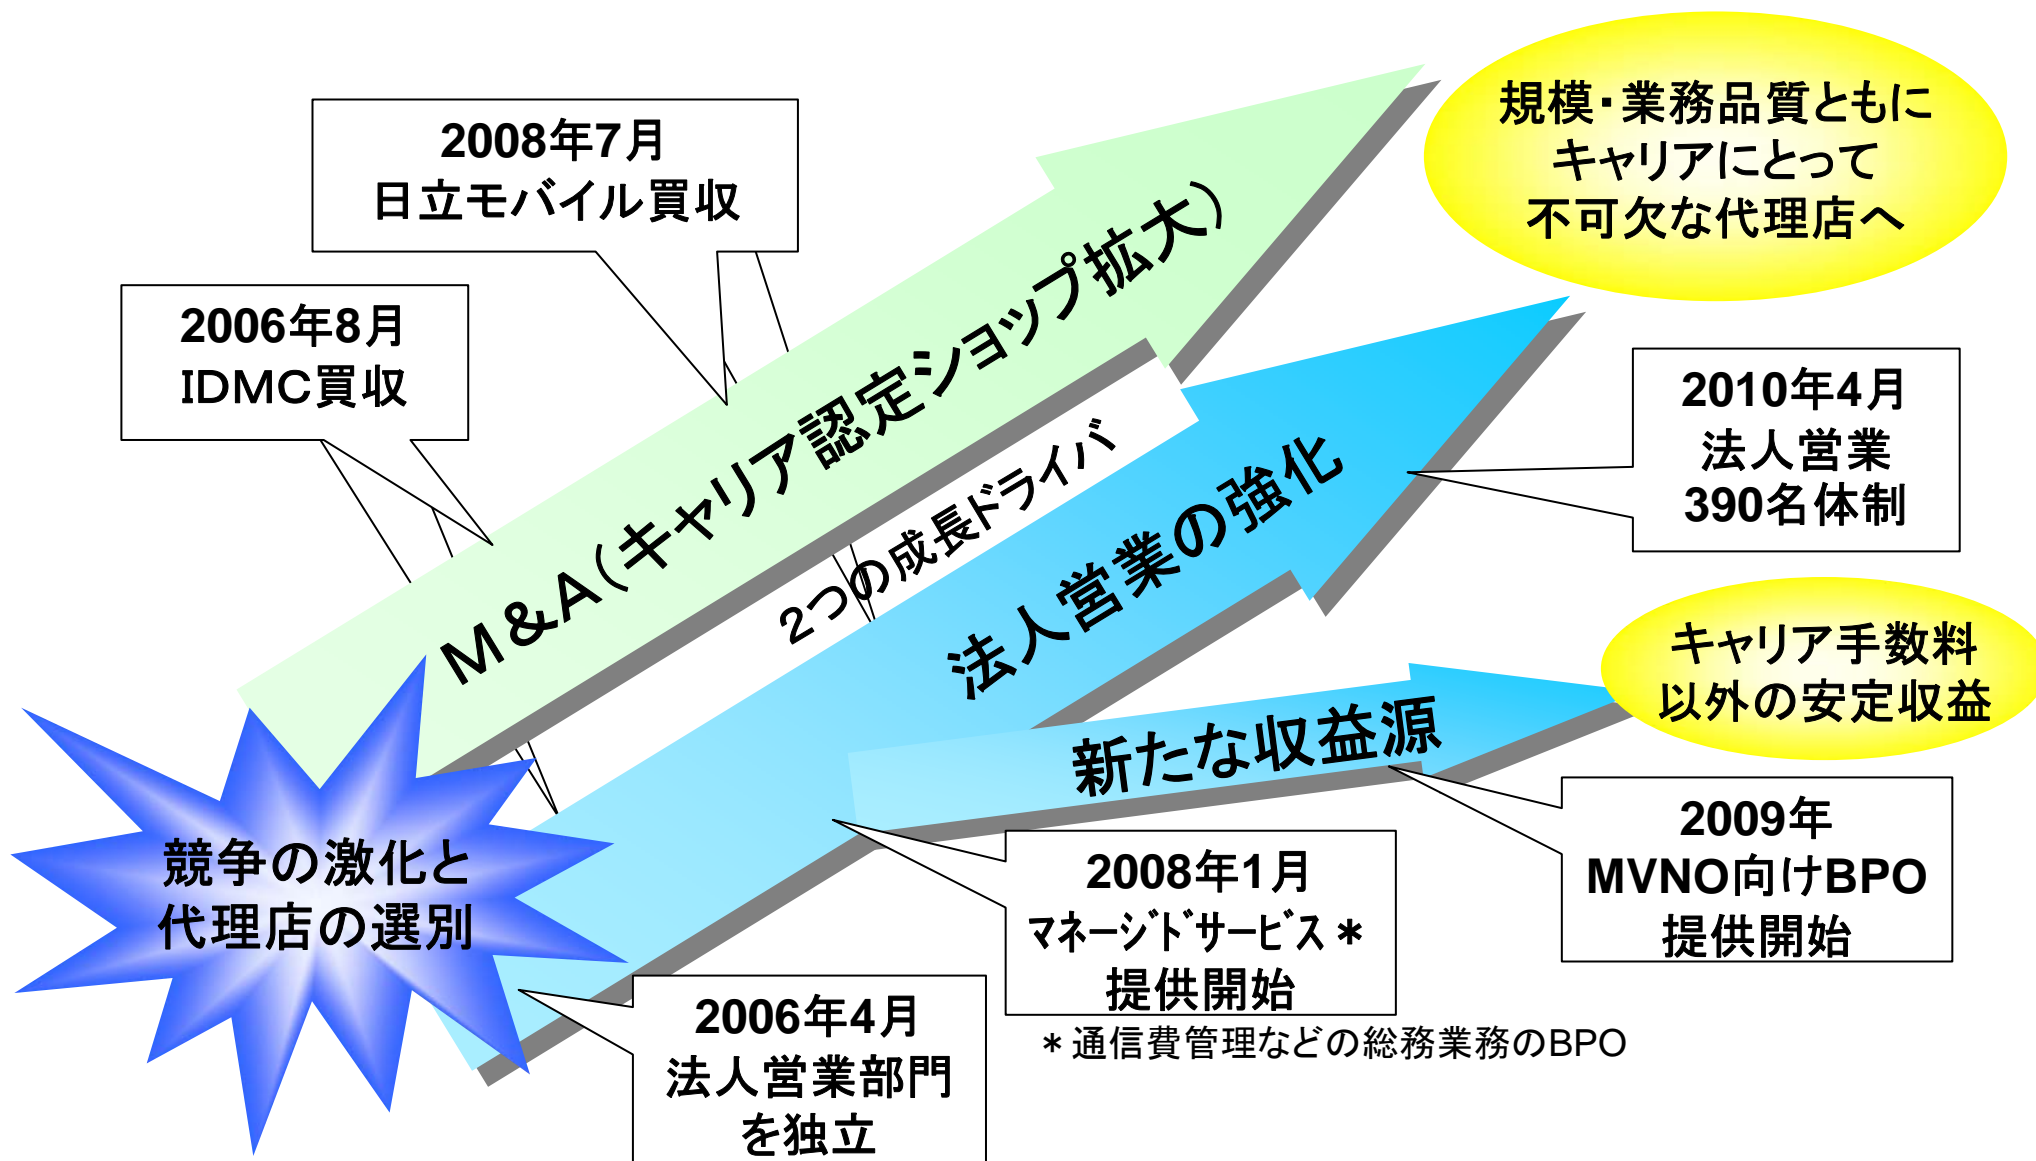 規模・業務品質ともに
キャリアにとって
不可欠な代理店へ
2008年7月
日立モバイル買収
2006年8月
IDMC買収
M&A（キャリア認定ショップ拡大）
2つの成長ドライバ
法人営業の強化
2010年4月
法人営業
390名体制
新たな収益源
キャリア手数料
以外の安定収益
競争の激化と
代理店の選別
2009年
MVNO向けBPO
提供開始
2008年1月
ﾏﾈｰｼﾞﾄﾞｻｰﾋﾞｽ＊
提供開始
＊通信費管理などの総務業務のBPO
2006年4月
法人営業部門
を独立